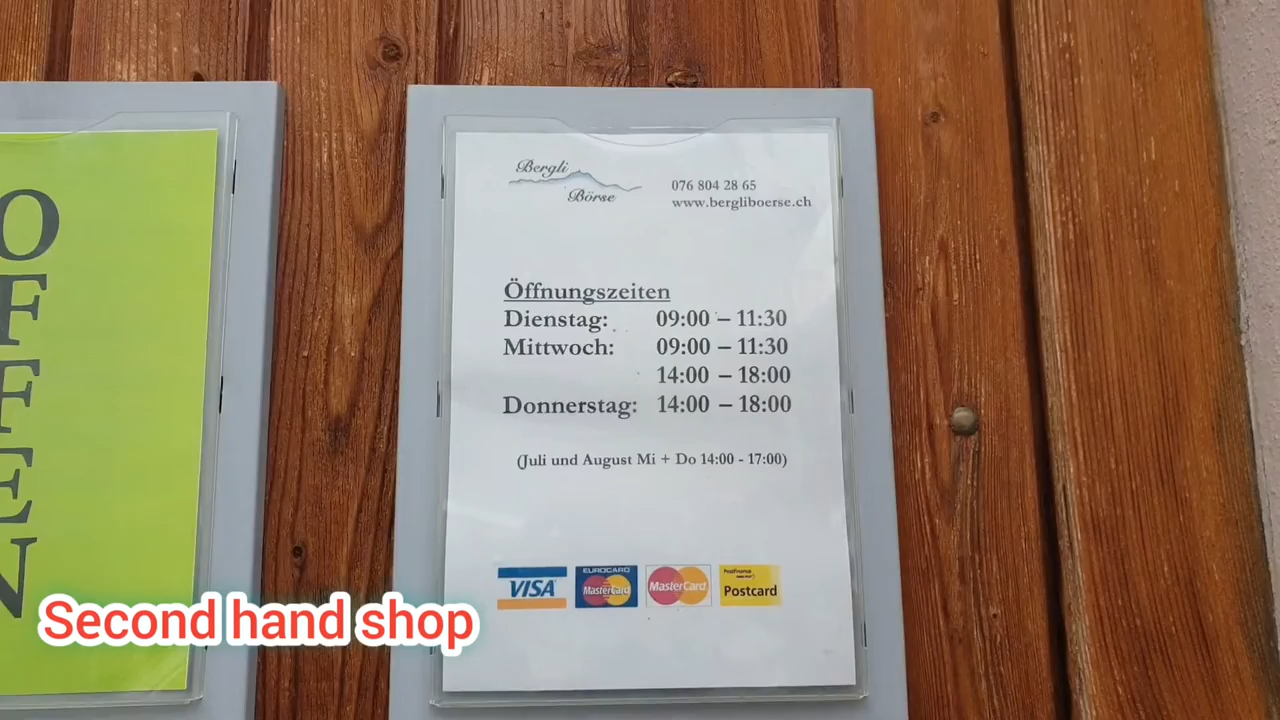 OFFEN
Bergli
Börse
076 804 28 65
www.bergliboerse.ch
Öffnungszeiten
Dienstag: 09:00 – 11:30
Mittwoch: 09:00 – 11:30
14:00 – 18:00
Donnerstag: 14:00 – 18:00
(Juli und August Mi + Do 14:00 - 17:00)
VISA
EUROCARD
MasterCard
MasterCard
PostFinance
Postcard
Second hand shop